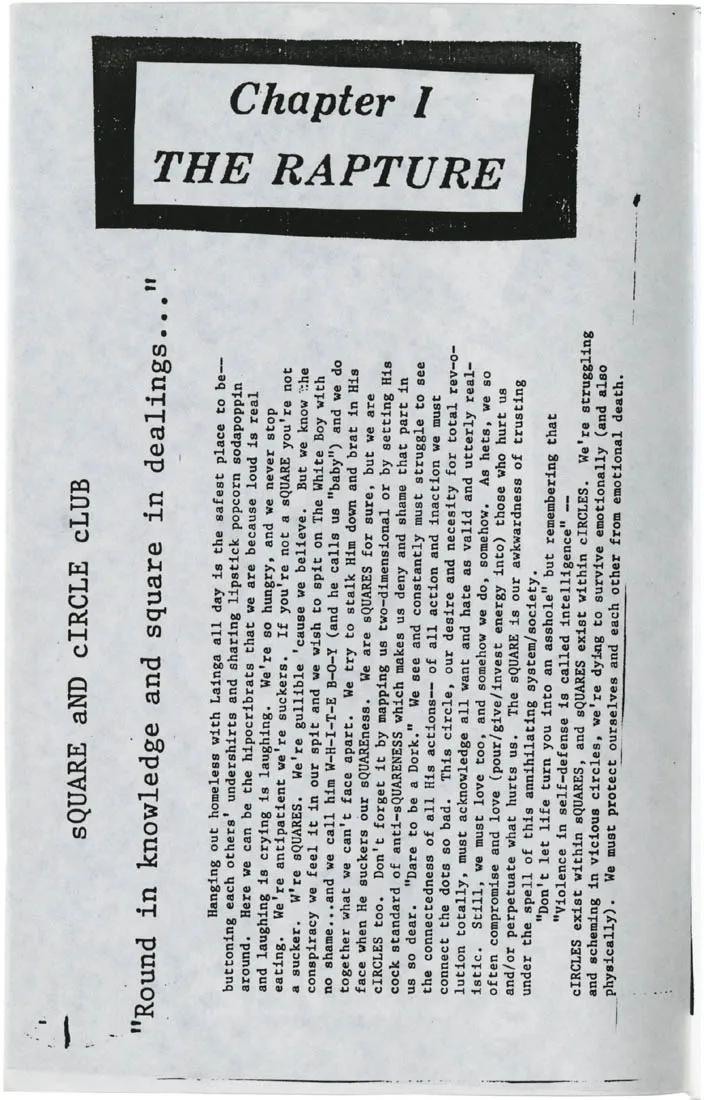 Chapter I
THE RAPTURE
sQUARE aND cIRCLE cLUB
"Round in knowledge and square in dealings..."
Hanging out homeless with Lainga all day is the safest place to be--
buttoning each others' undershirts and sharing lipstick popcorn sodapoppin
around. Here we can be the hipocribrats that we are because loud is real
and laughing is crying is laughing. We're so hungry, and we never stop
eating. We're antipatient we're suckers. If you're not a sQUARE you're not
a sucker. W're sQUARES. We're gullible 'cause we believe. But we know the
conspiracy we feel it in our spit and we wish to spit on The White Boy with
no shame...and we call him W-H-I-T-E B-O-Y (and he calls us "baby") and we do
together what we can't face apart. We try to stalk Him down and brat in His
face when He suckers our sQUAREness. We are sQUARES for sure, but we are
cIRCLES too. Don't forget it by mapping us two-dimensional or by setting His
cock standard of anti-sQUARENESS which makes us deny and shame that part in
us so dear. "Dare to be a Dork." We see and constantly must struggle to see
the connectedness of all His actions-- of all action and inaction we must
connect the dots so bad. This circle, our desire and necesity for total rev-o-
lution totally, must acknowledge all want and hate as valid and utterly real-
istic. Still, we must love too, and somehow we do, somehow. As hets, we so
often compromise and love (pour/give/invest energy into) those who hurt us
and/or perpetuate what hurts us. The sQUARE is our awkwardness of trusting
under the spell of this annihilating system/society.
"Don't let life turn you into an asshole" but remembering that
"Violence in self-defense is called intelligence" --
cIRCLES exist within sQUARES, and sQUARES exist within cIRCLES. We're struggling
and scheming in vicious circles, we're dying to survive emotionally (and also
physically). We must protect ourselves and each other from emotional death.